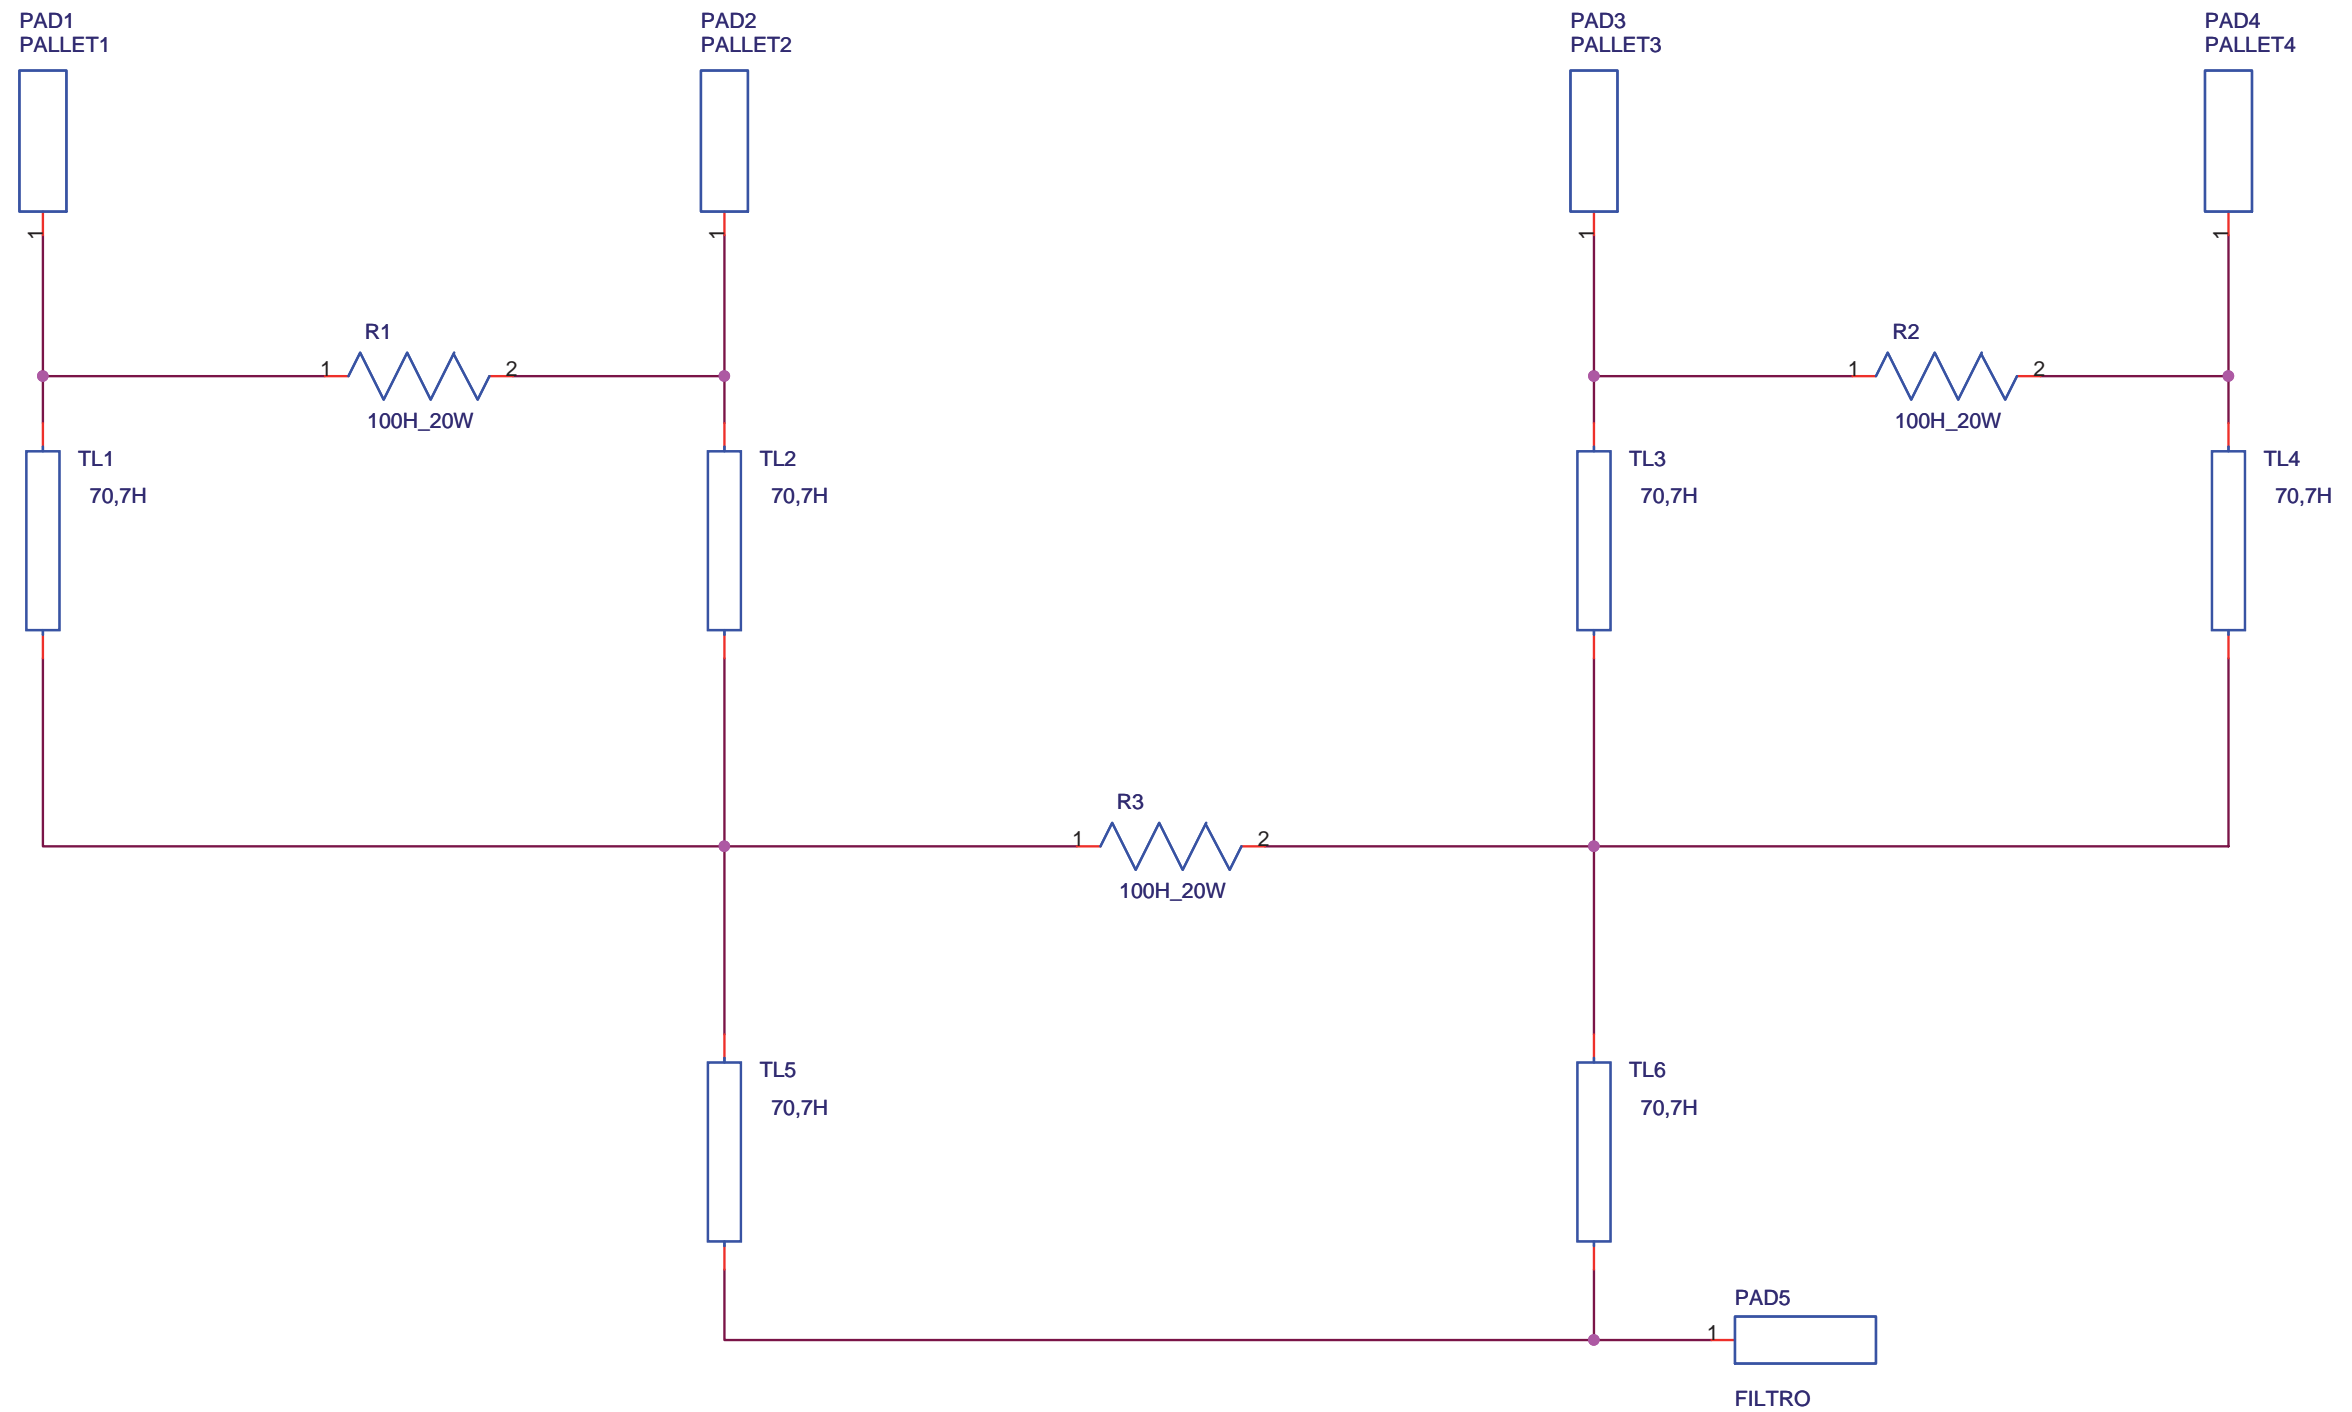 PAD1
PALLET1
PAD2
PALLET2
PAD3
PALLET3
PAD4
PALLET4
1
1
1
1
R1
1
2
100H_20W
R2
1
2
100H_20W
TL1
70,7H
TL2
70,7H
TL3
70,7H
TL4
70,7H
R3
1
2
100H_20W
TL5
70,7H
TL6
70,7H
PAD5
1
FILTRO